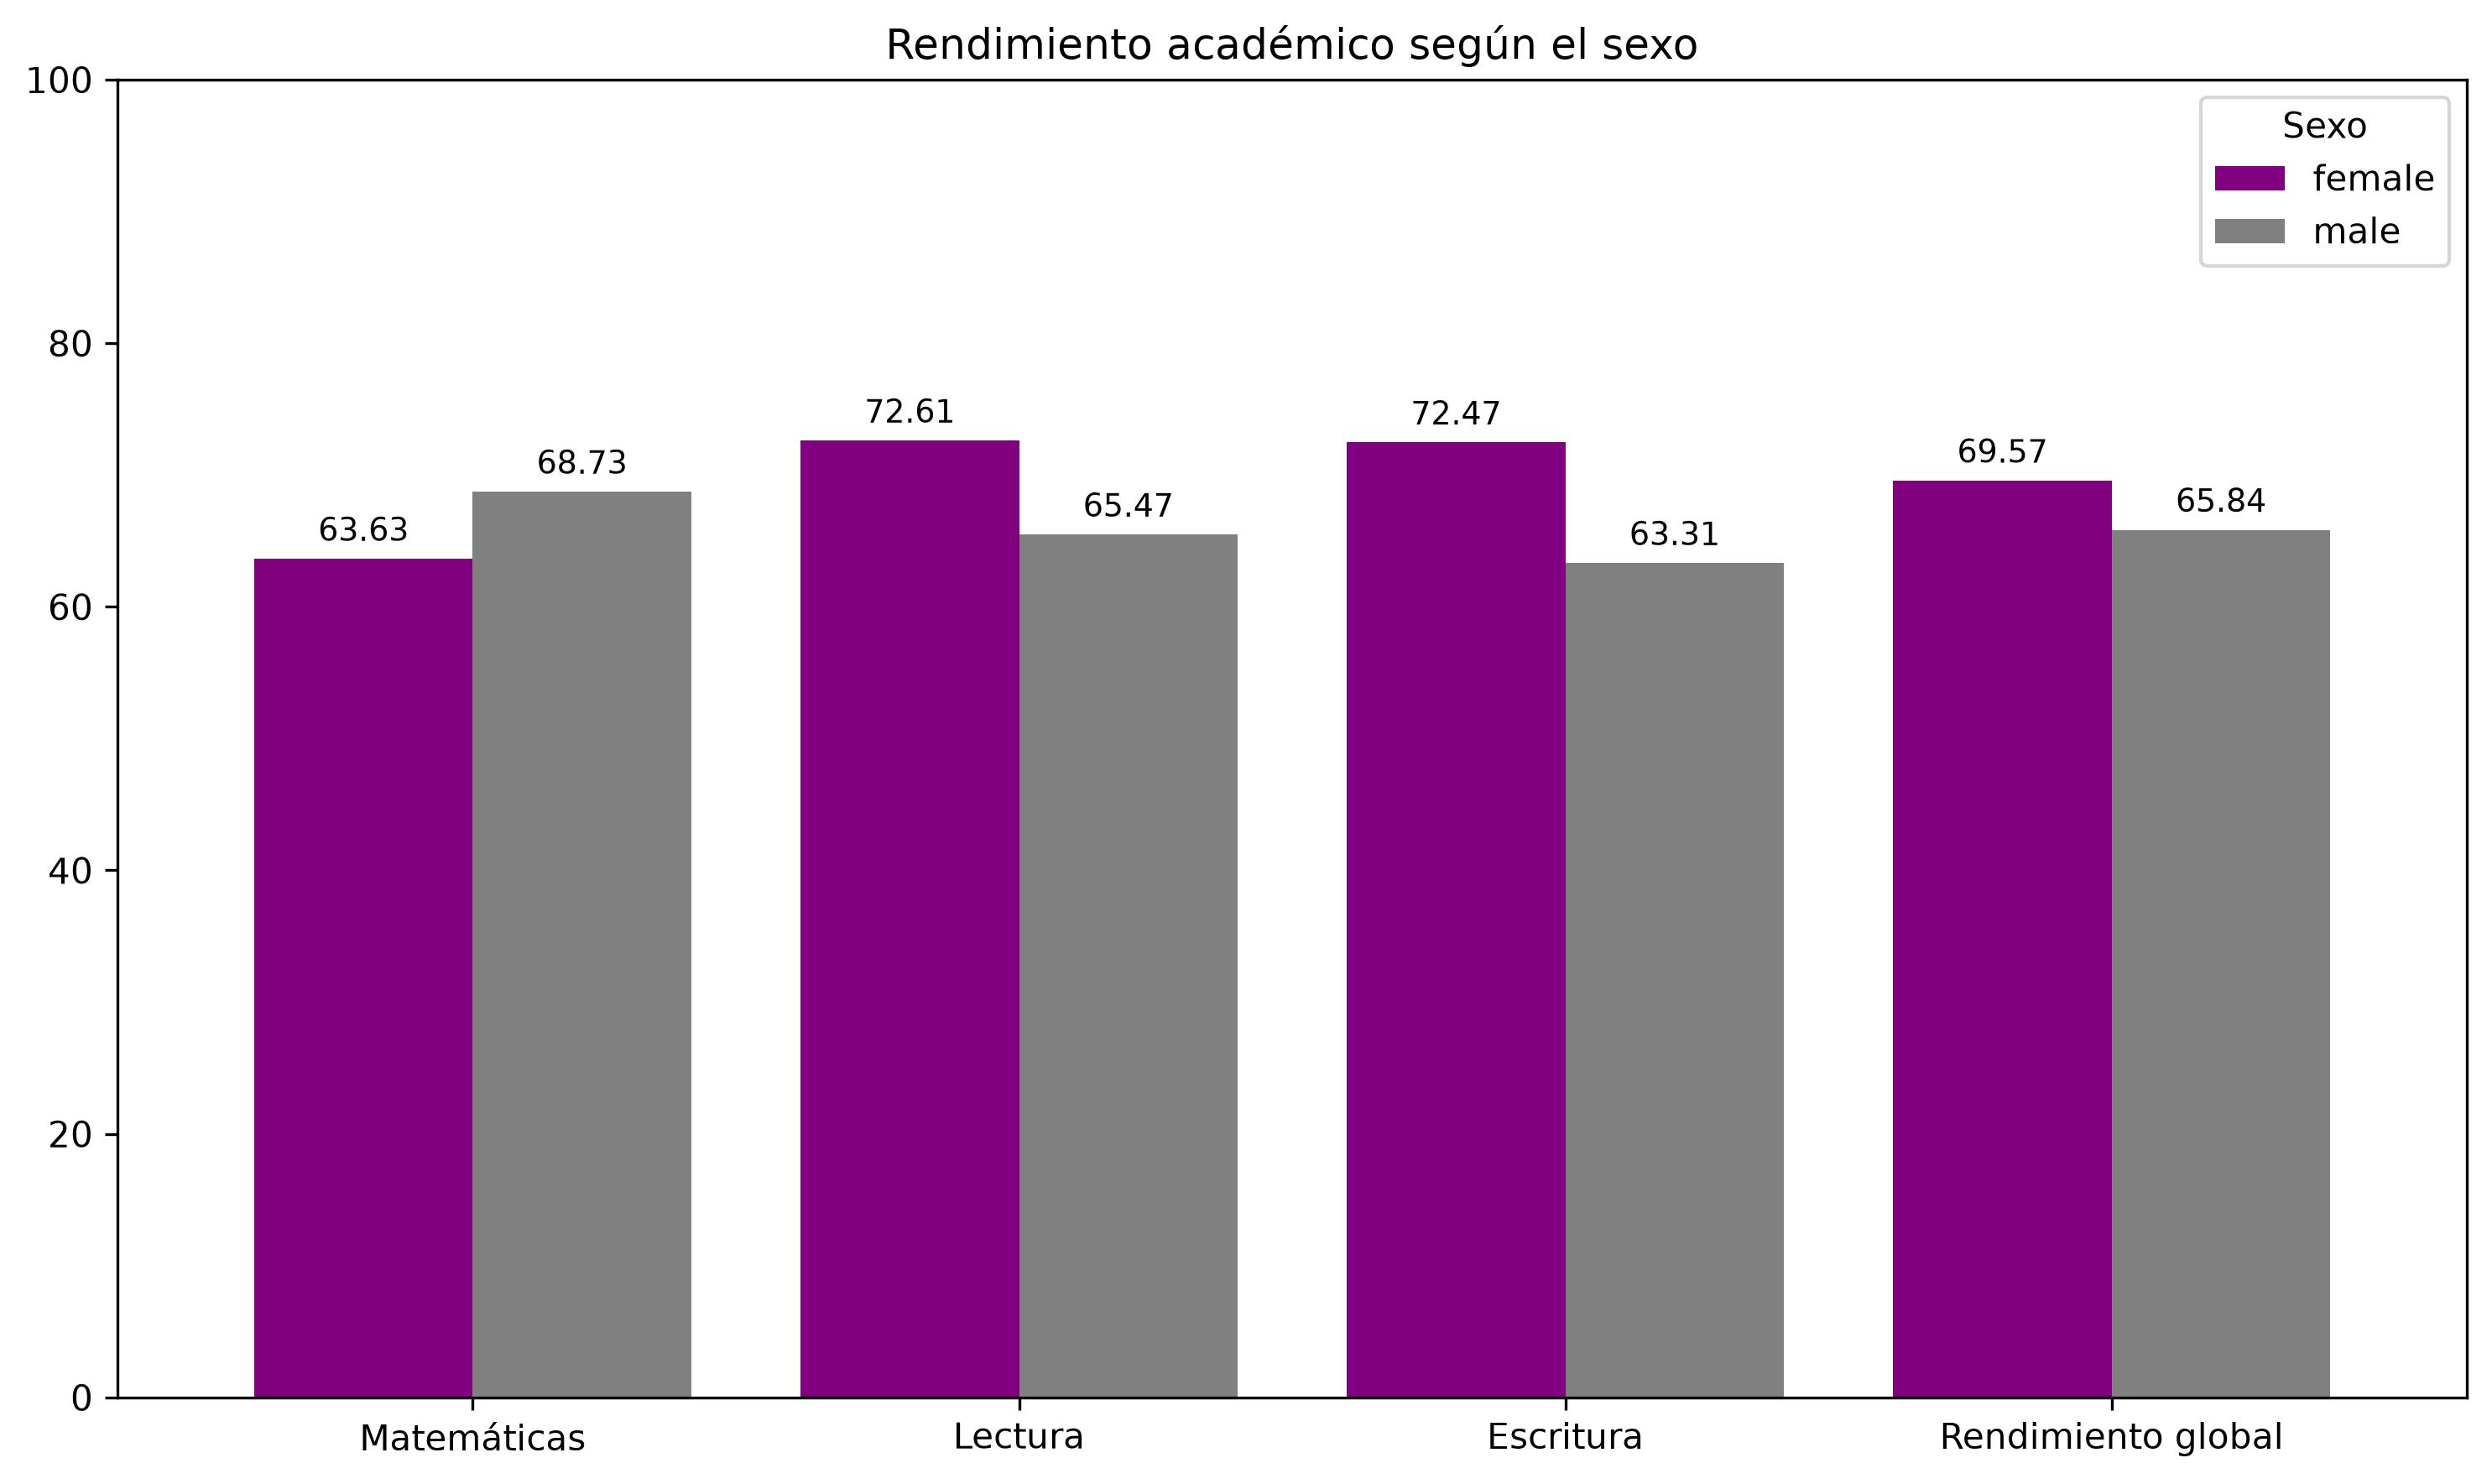 Rendimiento académico según el sexo
100
80
60
40
20
0
Sexo
female
male
63.63
68.73
72.61
65.47
72.47
63.31
69.57
65.84
Matemáticas
Lectura
Escritura
Rendimiento global